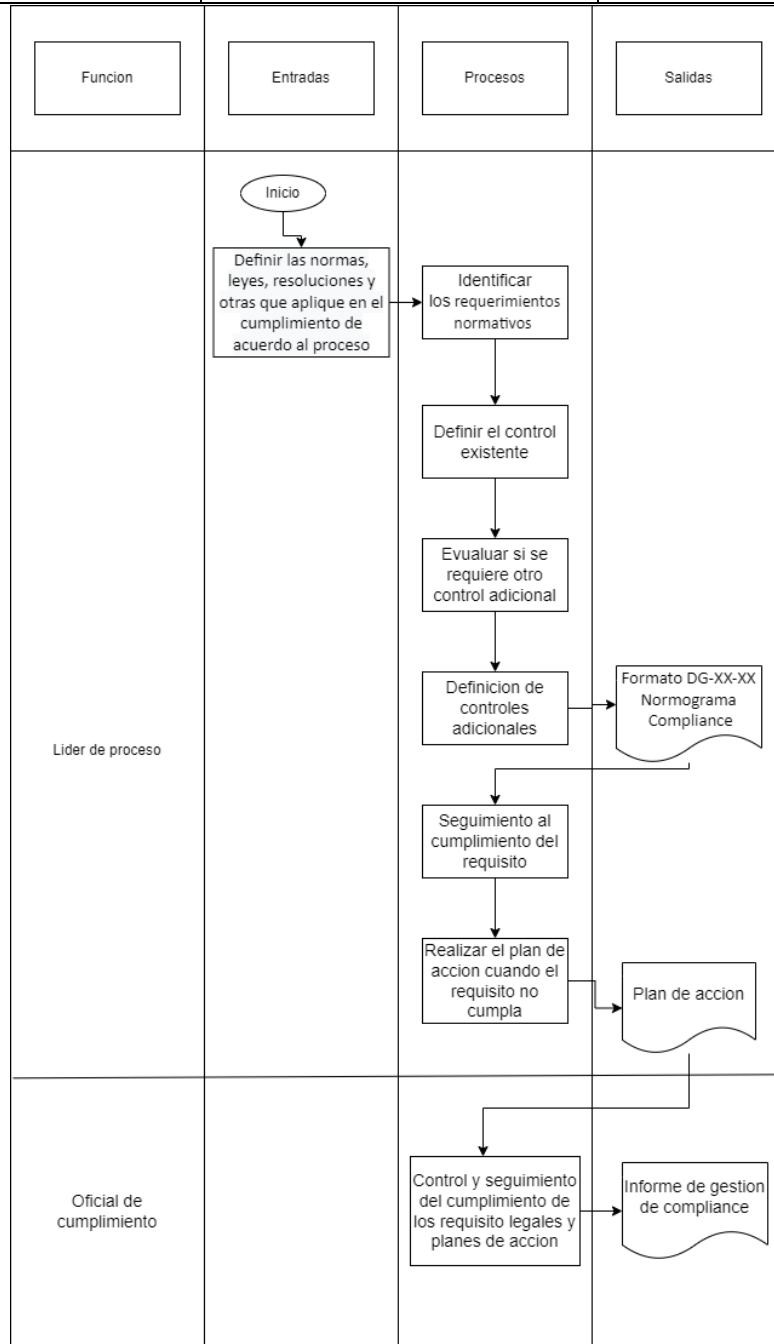 Funcion
Entradas
Procesos
Salidas
Inicio
Definir las normas,
leyes, resoluciones y
otras que aplique en el
cumplimiento de
acuerdo al proceso
Identificar
los requerimientos
normativos
Definir el control
existente
Evualuar si se
requiere otro
control adicional
Definicion de
controles
adicionales
Formato DG-XX-XX
Normograma
Compliance
Lider de proceso
Seguimiento al
cumplimiento del
requisito
Realizar el plan de
accion cuando el
requisito no
cumpla
Plan de accion
Oficial de
cumplimiento
Control y seguimiento
del cumplimiento de
los requisito legales y
planes de accion
Informe de gestion
de compliance